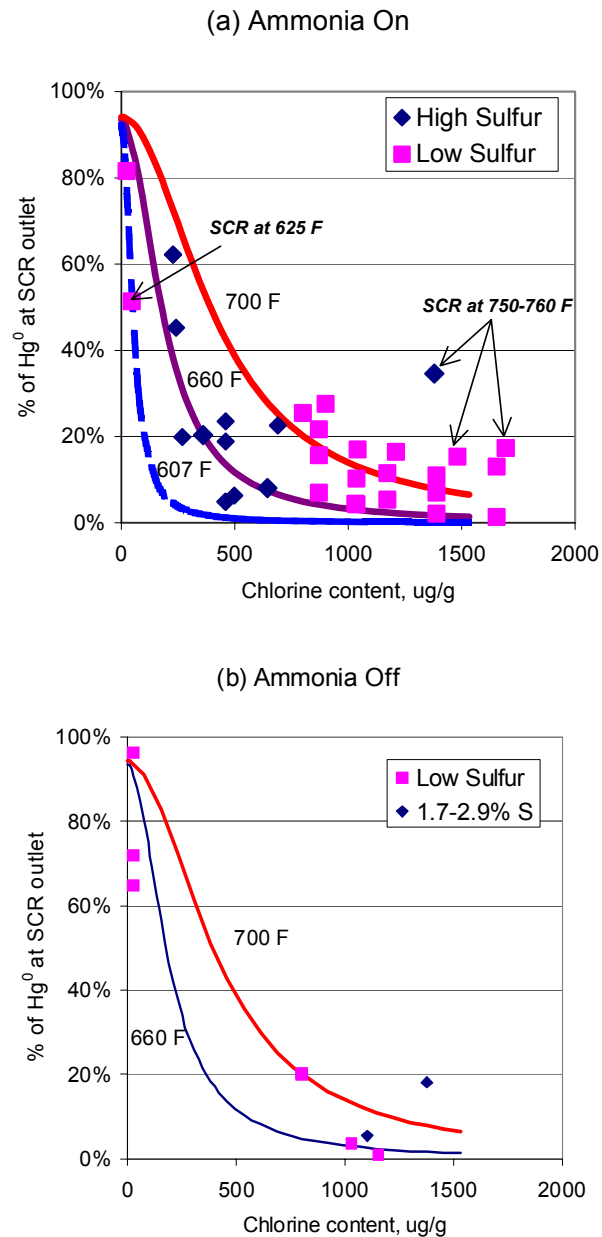 (a) Ammonia On
100%
80%
60%
40%
20%
0%
% of Hg⁰ at SCR outlet
High Sulfur
Low Sulfur
SCR at 625 F
SCR at 750-760 F
700 F
660 F
607 F
0 500 1000 1500 2000
Chlorine content, ug/g
(b) Ammonia Off
100%
80%
60%
40%
20%
0%
% of Hg⁰ at SCR outlet
Low Sulfur
1.7-2.9% S
700 F
660 F
0 500 1000 1500 2000
Chlorine content, ug/g